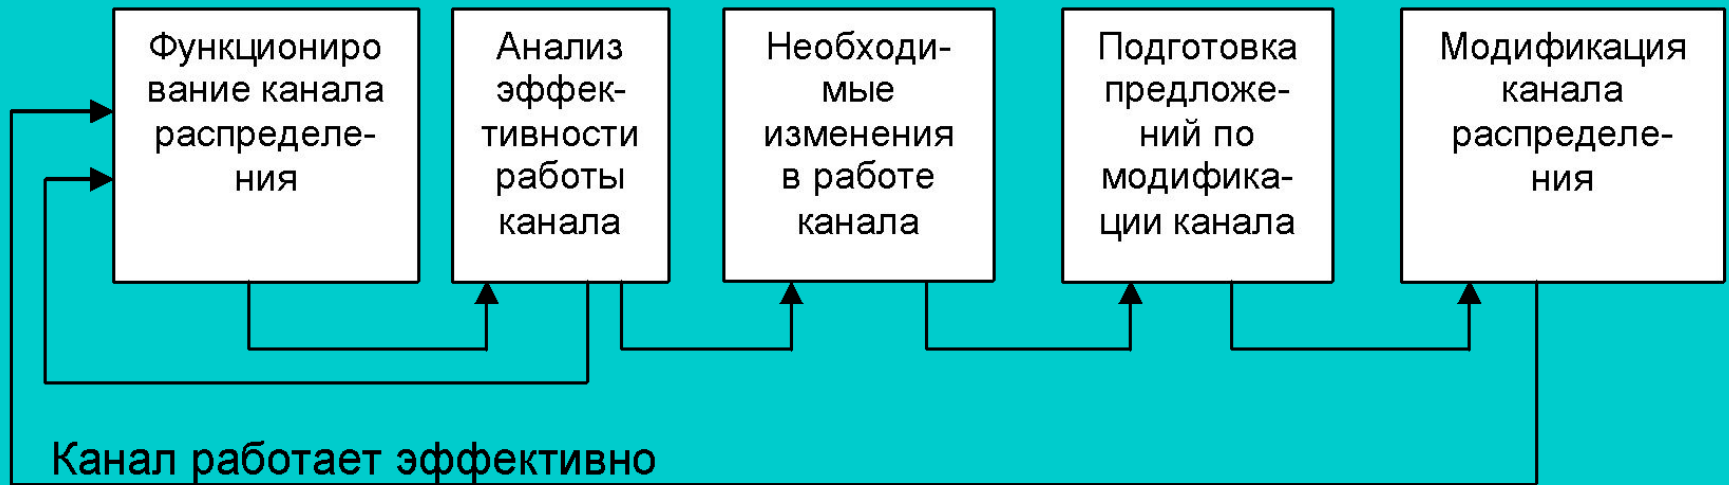 Функциониро
вание канала
распределе-
ния
Анализ
эффек-
тивности
работы
канала
Необходи-
мые
изменения
в работе
канала
Подготовка
предложе-
ний по
модифика-
ции канала
Модификация
канала
распределе-
ния
Канал работает эффективно